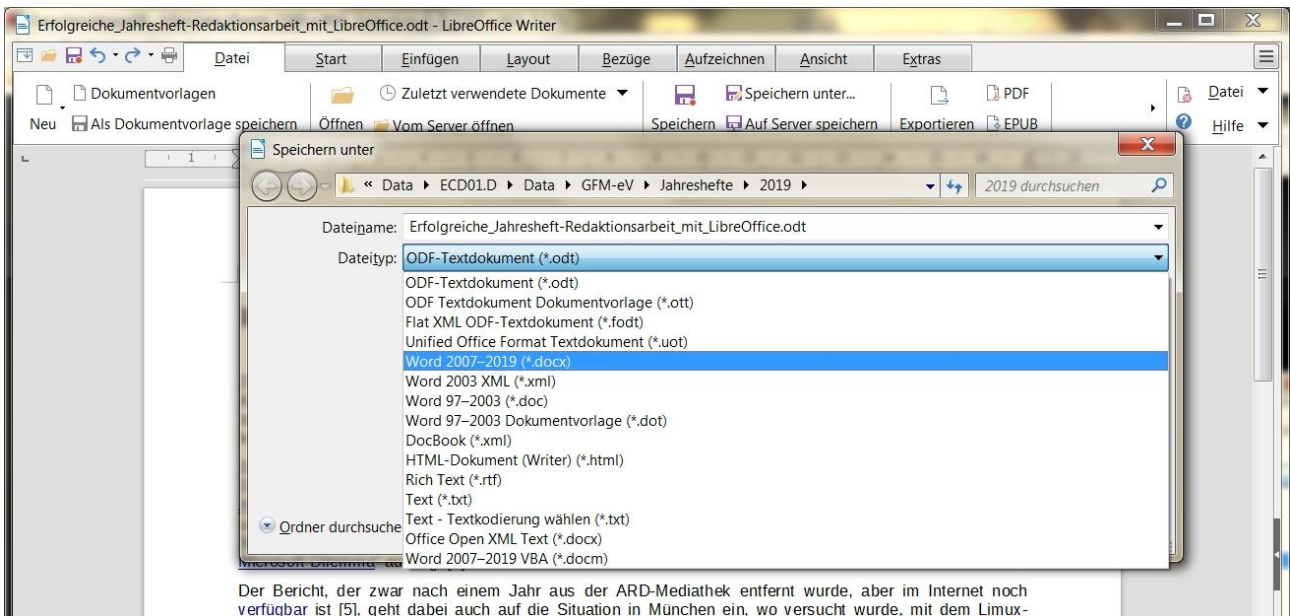 Erfolgreiche_Jahresheft-Redaktionsarbeit_mit_LibreOffice.odt - LibreOffice Writer
Datei Start Einfügen Layout Bezüge Aufzeichnen Ansicht Extras
Dokumentvorlagen Zuletzt verwendete Dokumente Speichern unter... PDF Datei
Neu Als Dokumentvorlage speichern Öffnen Vom Server öffnen Speichern Auf Server speichern Exportieren EPUB Hilfe
Speichern unter
1
« Data ECD01.D Data GFM-eV Jahreshefte 2019 2019 durchsuchen
Dateiname: Erfolgreiche_Jahresheft-Redaktionsarbeit_mit_LibreOffice.odt
Dateityp: ODF-Textdokument (*.odt)
ODF-Textdokument (*.odt)
ODF Textdokument Dokumentvorlage (*.ott)
Flat XML ODF-Textdokument (*.fodt)
Unified Office Format Textdokument (*.uot)
Word 2007–2019 (*.docx)
Word 2003 XML (*.xml)
Word 97–2003 (*.doc)
Word 97–2003 Dokumentvorlage (*.dot)
DocBook (*.xml)
HTML-Dokument (Writer) (*.html)
Rich Text (*.rtf)
Text (*.txt)
Text - Textkodierung wählen (*.txt)
Ordner durchsuche
Office Open XML Text (*.docx)
Word 2007–2019 VBA (*.docm)
Microsoft Dilemma
Der Bericht, der zwar nach einem Jahr aus der ARD-Mediathek entfernt wurde, aber im Internet noch
verfügbar ist [5], geht dabei auch auf die Situation in München ein, wo versucht wurde, mit dem Limux-